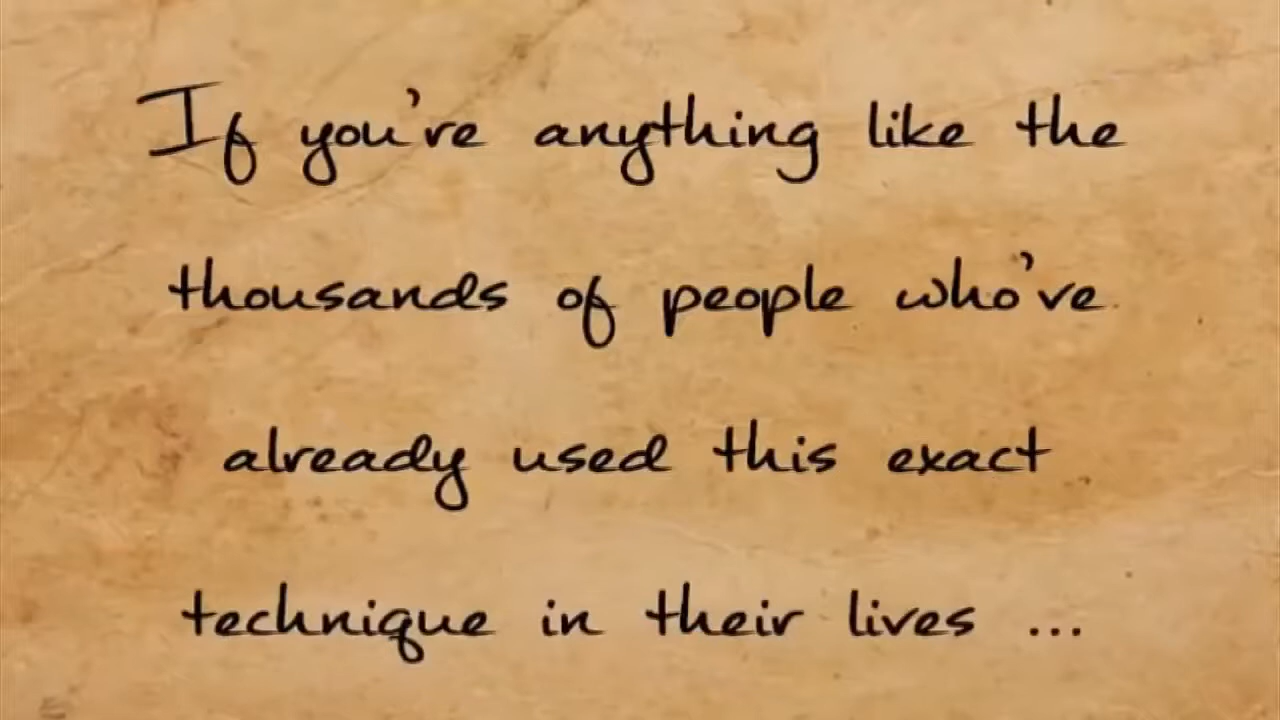 If you're anything like the
thousands of people who've
already used this exact
technique in their lives ...